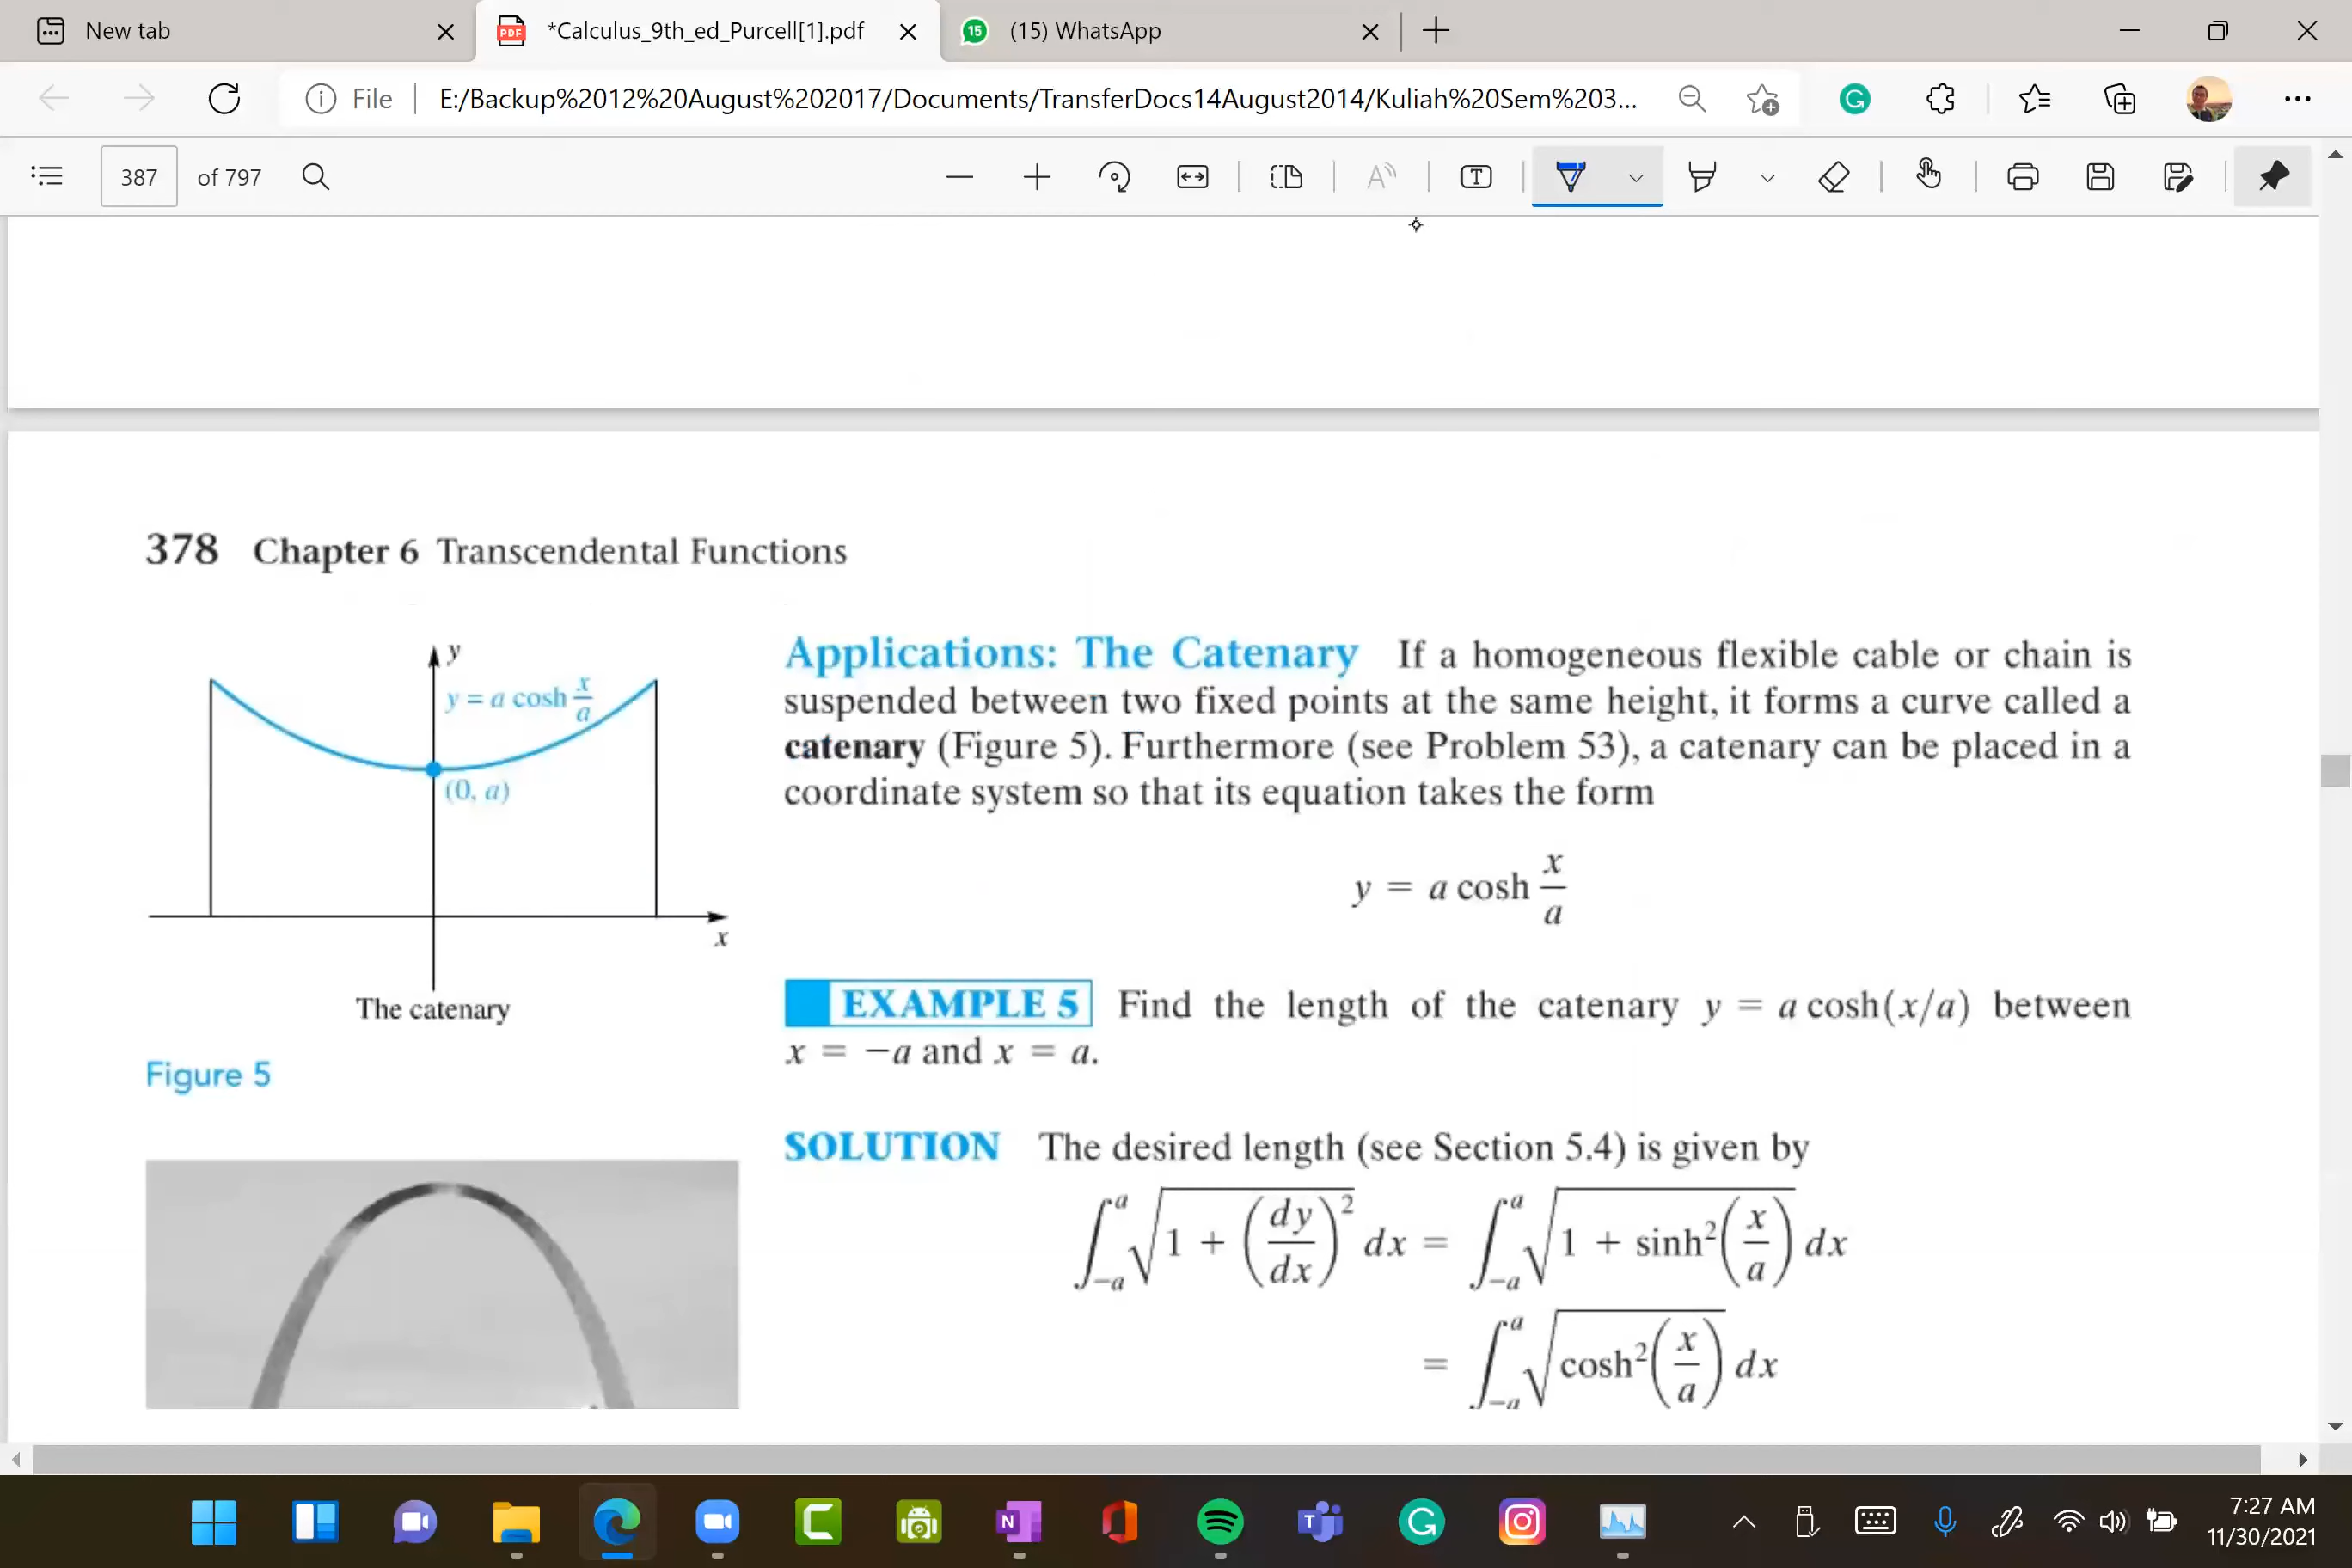 New tab
*Calculus_9th_ed_Purcell[1].pdf
15
(15) WhatsApp
File
E:/Backup%2012%20August%202017/Documents/TransferDocs14August2014/Kuliah%20Sem%203...
387 of 797
378 Chapter 6 Transcendental Functions
y
y = a cosh x/a
(0, a)
x
The catenary
Figure 5
Applications: The Catenary If a homogeneous flexible cable or chain is
suspended between two fixed points at the same height, it forms a curve called a
catenary (Figure 5). Furthermore (see Problem 53), a catenary can be placed in a
coordinate system so that its equation takes the form
y = a cosh x/a
EXAMPLE 5 Find the length of the catenary y = a cosh(x/a) between
x = −a and x = a.
SOLUTION The desired length (see Section 5.4) is given by
∫_{−a}^{a} √(1 + (dy/dx)²) dx = ∫_{−a}^{a} √(1 + sinh²(x/a)) dx
= ∫_{−a}^{a} √(cosh²(x/a)) dx
7:27 AM
11/30/2021